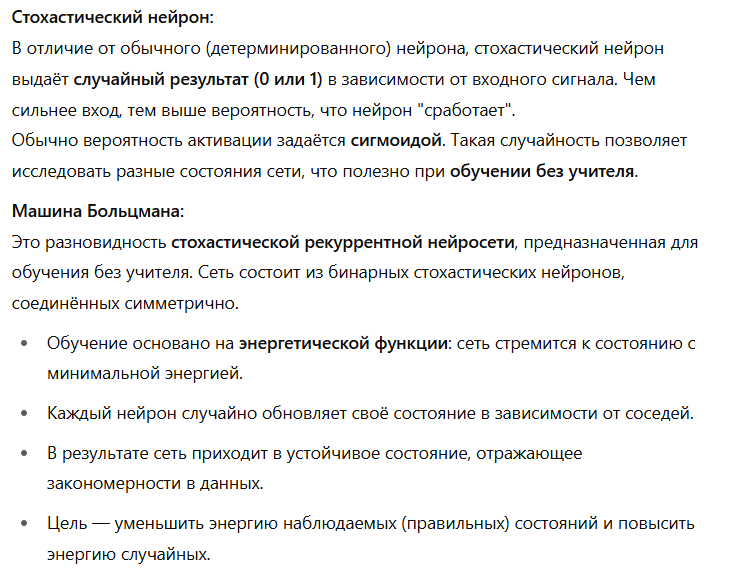 Стохастический нейрон:
В отличие от обычного (детерминированного) нейрона, стохастический нейрон
выдаёт случайный результат (0 или 1) в зависимости от входного сигнала. Чем
сильнее вход, тем выше вероятность, что нейрон "сработает".
Обычно вероятность активации задаётся сигмоидой. Такая случайность позволяет
исследовать разные состояния сети, что полезно при обучении без учителя.
Машина Больцмана:
Это разновидность стохастической рекуррентной нейросети, предназначенная для
обучения без учителя. Сеть состоит из бинарных стохастических нейронов,
соединённых симметрично.
• Обучение основано на энергетической функции: сеть стремится к состоянию с
минимальной энергией.
• Каждый нейрон случайно обновляет своё состояние в зависимости от соседей.
• В результате сеть приходит в устойчивое состояние, отражающее
закономерности в данных.
• Цель — уменьшить энергию наблюдаемых (правильных) состояний и повысить
энергию случайных.